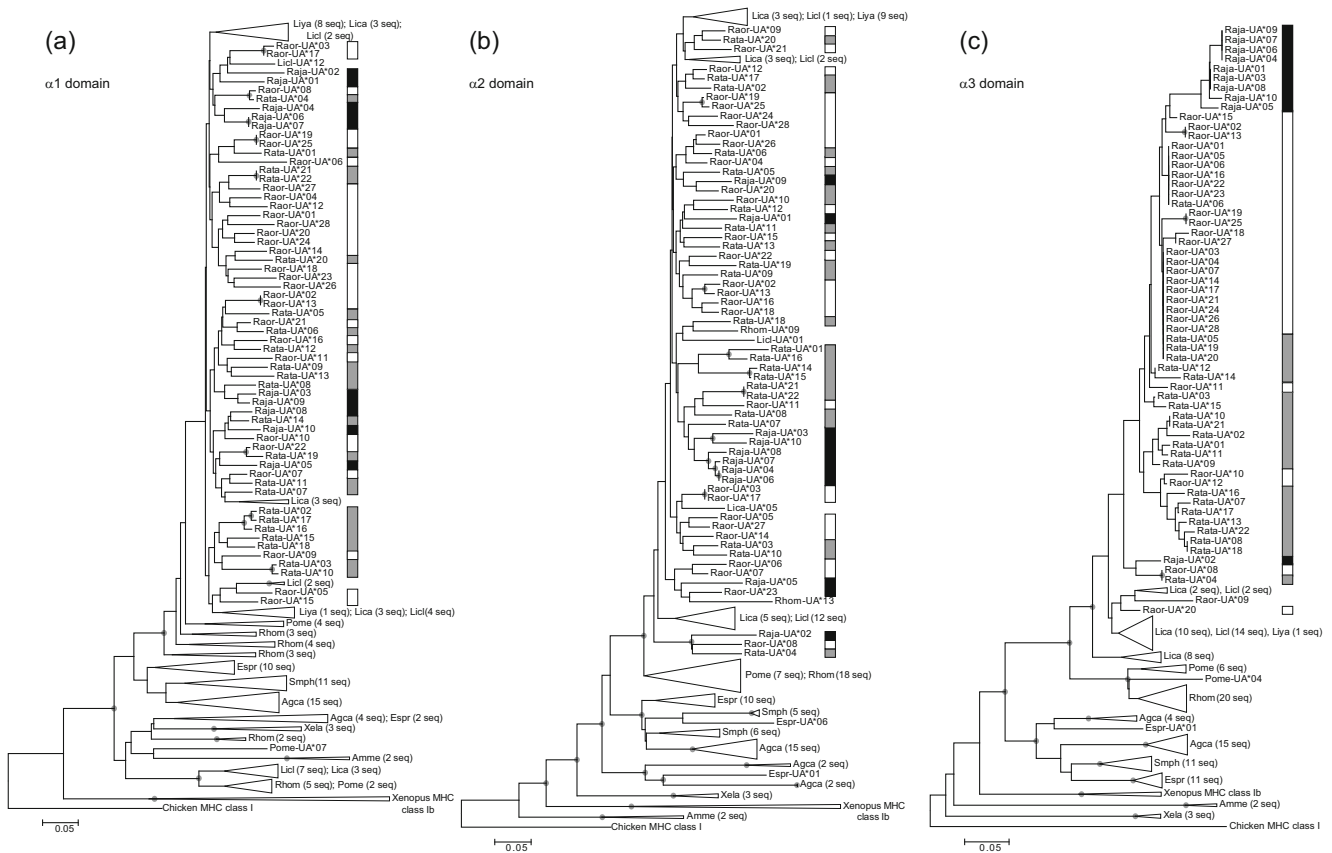 (a)
α1 domain
Liya (8 seq); Lica (3 seq);
Licl (2 seq)
Raor-UA*03
Raor-UA*17
Licl-UA*12
Raja-UA*02
Raja-UA*01
Raor-UA*08
Rata-UA*04
Raja-UA*04
Raja-UA*06
Raja-UA*07
Raor-UA*19
Raor-UA*25
Rata-UA*01
Raor-UA*06
Rata-UA*21
Rata-UA*22
Raor-UA*27
Raor-UA*04
Raor-UA*12
Raor-UA*01
Raor-UA*28
Raor-UA*20
Raor-UA*24
Raor-UA*14
Rata-UA*20
Raor-UA*18
Raor-UA*23
Raor-UA*26
Raor-UA*02
Raor-UA*13
Rata-UA*05
Raor-UA*21
Rata-UA*06
Raor-UA*16
Rata-UA*12
Raor-UA*11
Rata-UA*09
Rata-UA*13
Rata-UA*08
Raja-UA*03
Raja-UA*09
Raja-UA*08
Rata-UA*14
Raja-UA*10
Raor-UA*10
Raor-UA*22
Rata-UA*19
Raja-UA*05
Raor-UA*07
Rata-UA*11
Rata-UA*07
Lica (3 seq)
Rata-UA*02
Rata-UA*17
Rata-UA*16
Rata-UA*15
Rata-UA*18
Raor-UA*09
Rata-UA*03
Rata-UA*10
Licl (2 seq)
Raor-UA*05
Raor-UA*15
Liya (1 seq); Lica (3 seq); Licl(4 seq)
Pome (4 seq)
Rhom (3 seq)
Rhom (4 seq)
Rhom (3 seq)
Espr (10 seq)
Smph(11 seq)
Agca (15 seq)
Agca (4 seq); Espr (2 seq)
Xela (3 seq)
Rhom (2 seq)
Pome-UA*07
Amme (2 seq)
Licl (7 seq); Lica (3 seq)
Rhom (5 seq); Pome (2 seq)
Xenopus MHC
class Ib
Chicken MHC class I
0.05
(b)
α2 domain
Lica (3 seq); Licl (1 seq); Liya (9 seq)
Raor-UA*09
Rata-UA*20
Raor-UA*21
Lica (3 seq); Licl (2 seq)
Raor-UA*12
Rata-UA*17
Rata-UA*02
Raor-UA*19
Raor-UA*25
Raor-UA*24
Raor-UA*28
Raor-UA*01
Raor-UA*26
Rata-UA*06
Raor-UA*04
Rata-UA*05
Raja-UA*09
Rata-UA*20
Raor-UA*10
Rata-UA*12
Raja-UA*01
Rata-UA*11
Raor-UA*15
Rata-UA*13
Raor-UA*22
Rata-UA*19
Rata-UA*09
Raor-UA*02
Raor-UA*13
Raor-UA*16
Raor-UA*18
Rata-UA*18
Rhom-UA*09
Licl-UA*01
Rata-UA*01
Rata-UA*16
Rata-UA*14
Rata-UA*15
Rata-UA*21
Rata-UA*22
Raor-UA*11
Rata-UA*08
Rata-UA*07
Raja-UA*03
Raja-UA*10
Raja-UA*08
Raja-UA*07
Raja-UA*04
Raja-UA*06
Raor-UA*03
Raor-UA*17
Lica-UA*05
Raor-UA*05
Raor-UA*27
Raor-UA*14
Rata-UA*03
Rata-UA*10
Raor-UA*06
Raor-UA*07
Raja-UA*05
Raor-UA*23
Rhom-UA*13
Lica (5 seq); Licl (12 seq)
Raja-UA*02
Raor-UA*08
Rata-UA*04
Pome (7 seq); Rhom (18 seq)
Espr (10 seq)
Smph (5 seq)
Espr-UA*06
Smph (6 seq)
Agca (15 seq)
Agca (2 seq)
Espr-UA*01
Agca (2 seq)
Xela (3 seq)
Xenopus MHC
class Ib
Amme (2 seq)
Chicken MHC class I
0.05
(c)
α3 domain
Raja-UA*09
Raja-UA*07
Raja-UA*06
Raja-UA*04
Raja-UA*01
Raja-UA*03
Raja-UA*08
Raja-UA*10
Raja-UA*05
Raor-UA*15
Raor-UA*02
Raor-UA*13
Raor-UA*01
Raor-UA*05
Raor-UA*06
Raor-UA*16
Raor-UA*22
Raor-UA*23
Rata-UA*06
Raor-UA*19
Raor-UA*25
Raor-UA*18
Raor-UA*27
Raor-UA*03
Raor-UA*04
Raor-UA*07
Raor-UA*14
Raor-UA*17
Raor-UA*21
Raor-UA*24
Raor-UA*26
Raor-UA*28
Rata-UA*05
Rata-UA*19
Rata-UA*20
Rata-UA*12
Rata-UA*14
Raor-UA*11
Rata-UA*03
Rata-UA*15
Rata-UA*10
Rata-UA*21
Rata-UA*02
Rata-UA*01
Rata-UA*11
Rata-UA*09
Raor-UA*10
Raor-UA*12
Rata-UA*16
Rata-UA*07
Rata-UA*17
Rata-UA*13
Rata-UA*22
Rata-UA*08
Rata-UA*18
Raja-UA*02
Raor-UA*08
Rata-UA*04
Lica (2 seq), Licl (2 seq)
Raor-UA*09
Raor-UA*20
Lica (10 seq), Licl (14 seq), Liya (1 seq)
Lica (8 seq)
Pome (6 seq)
Pome-UA*04
Rhom (20 seq)
Agca (4 seq)
Espr-UA*01
Agca (15 seq)
Smph (11 seq)
Espr (11 seq)
Xenopus MHC class Ib
Amme (2 seq)
Xela (3 seq)
Chicken MHC class I
0.05